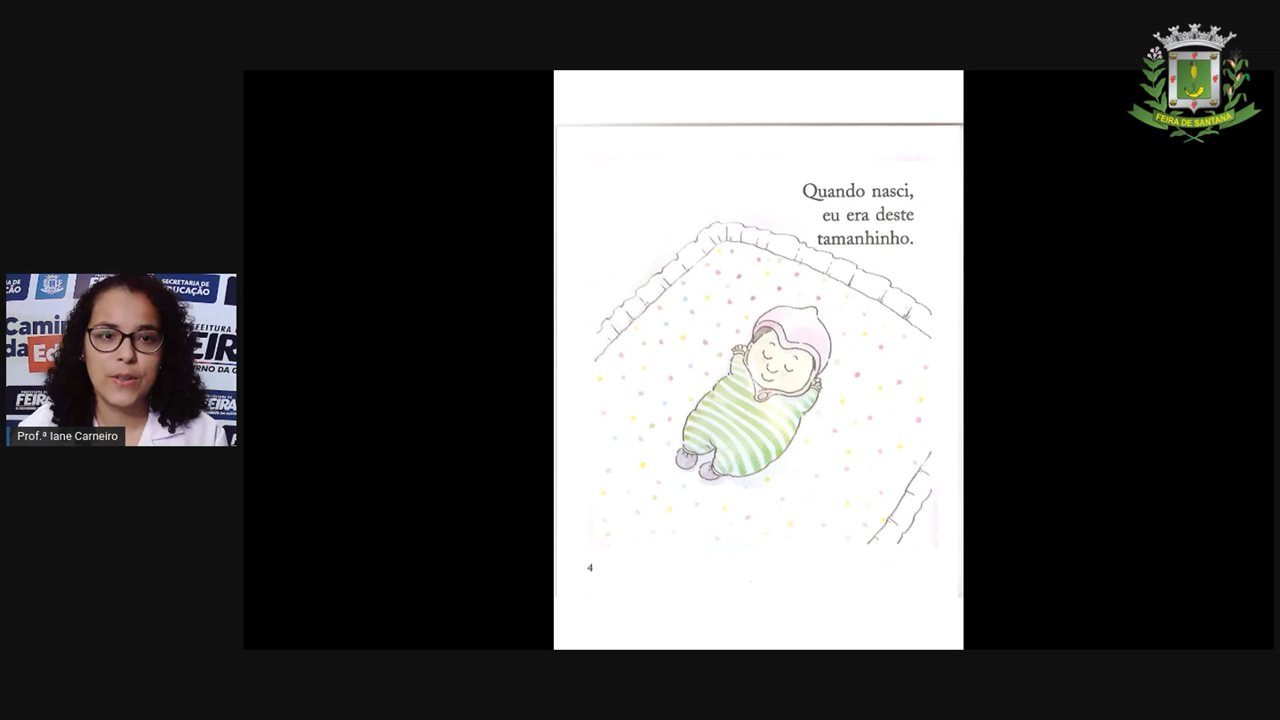 FEIRA DE SANTANA
Quando nasci,
eu era deste
tamanhinho.
4
SECRETARIA DE
EDUCAÇÃO
Prof.ª Iane Carneiro